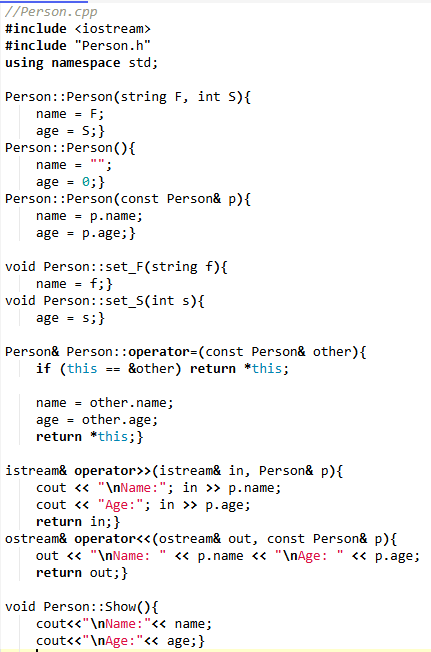 //Person.cpp
#include <iostream>
#include "Person.h"
using namespace std;

Person::Person(string F, int S){
    name = F;
    age = S;}
Person::Person(){
    name = "";
    age = 0;}
Person::Person(const Person& p){
    name = p.name;
    age = p.age;}

void Person::set_F(string f){
    name = f;}
void Person::set_S(int s){
    age = s;}

Person& Person::operator=(const Person& other){
    if (this == &other) return *this;

    name = other.name;
    age = other.age;
    return *this;}

istream& operator>>(istream& in, Person& p){
    cout << "\nName:"; in >> p.name;
    cout << "Age:"; in >> p.age;
    return in;}
ostream& operator<<(ostream& out, const Person& p){
    out << "\nName: " << p.name << "\nAge: " << p.age;
    return out;}

void Person::Show(){
    cout<<"\nName:"<< name;
    cout<<"\nAge:"<< age;}